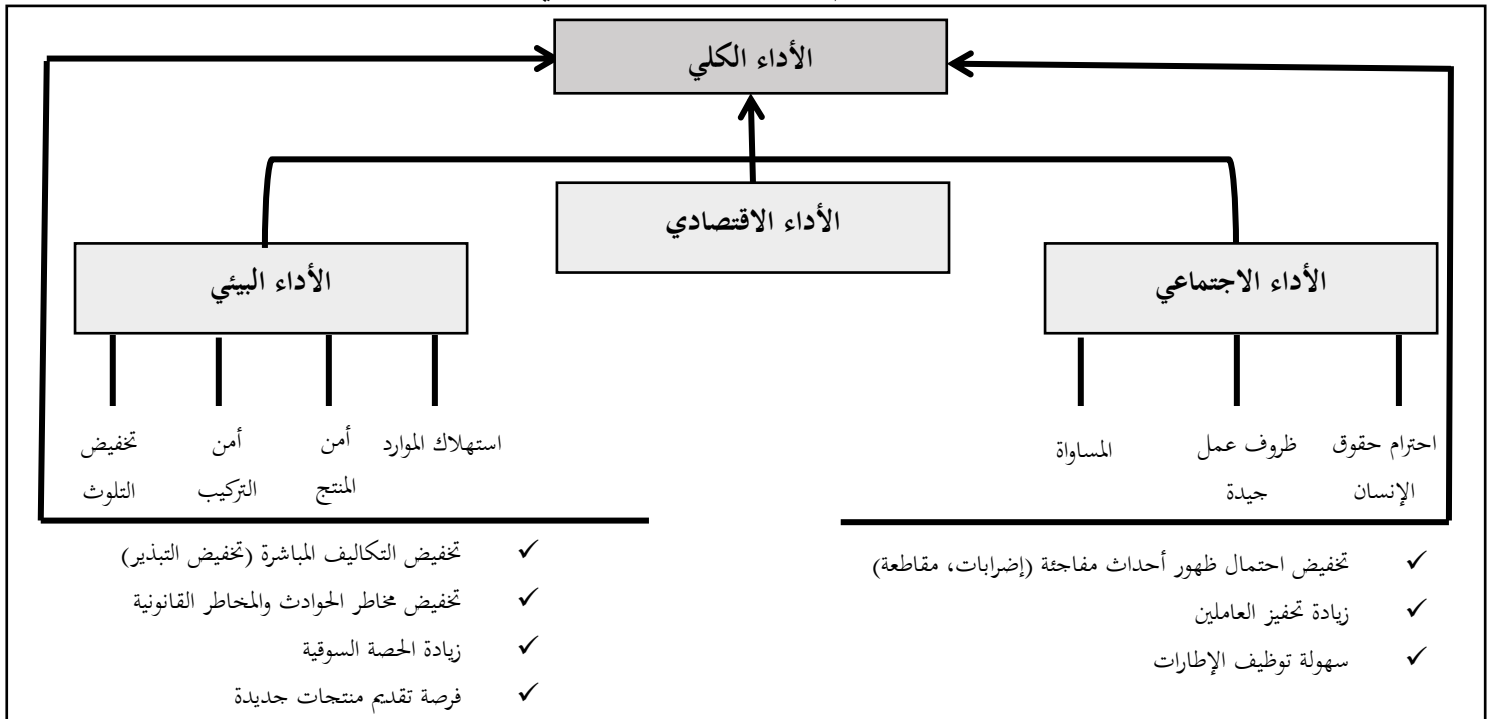 الأداء الكلي
الأداء الاقتصادي
الأداء الاجتماعي
الأداء البيئي
احترام حقوق
الإنسان
ظروف عمل
جيدة
المساواة
استهلاك الموارد
أمن
المنتج
أمن
التركيب
تخفيض
التلوث
✓ تخفيض احتمال ظهور أحداث مفاجئة (إضرابات، مقاطعة)
✓ زيادة تحفيز العاملين
✓ سهولة توظيف الإطارات
✓ تخفيض التكاليف المباشرة (تخفيض التبذير)
✓ تخفيض مخاطر الحوادث والمخاطر القانونية
✓ زيادة الحصة السوقية
✓ فرصة تقديم منتجات جديدة